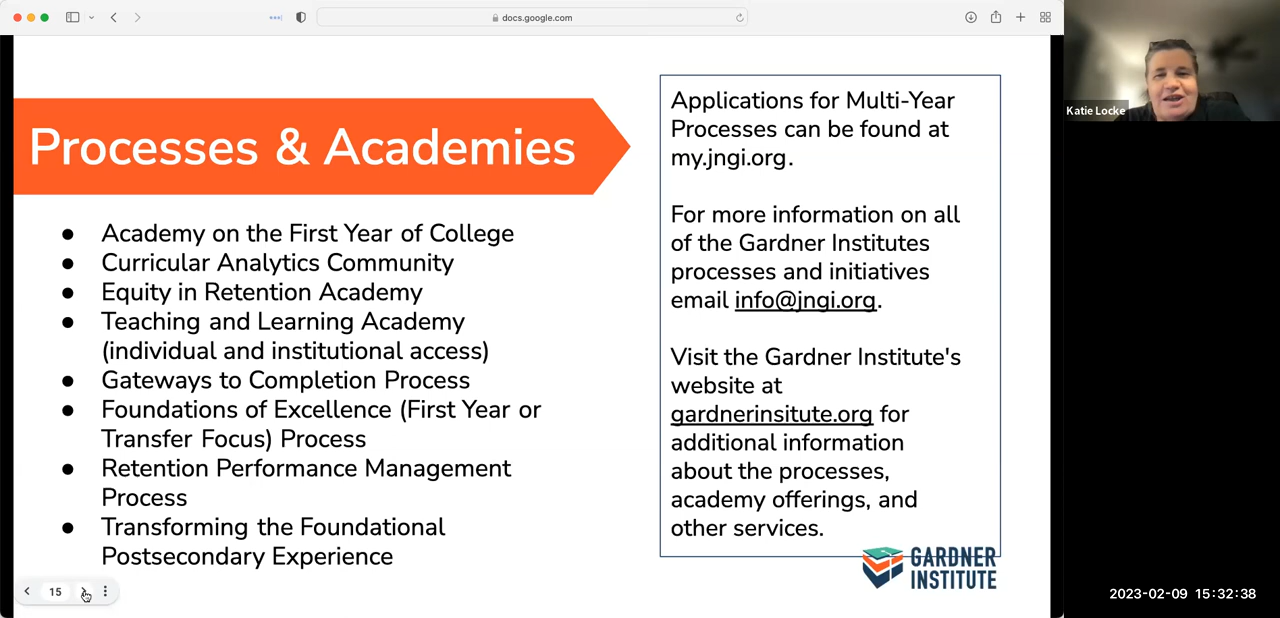 docs.google.com
Processes & Academies
● Academy on the First Year of College
● Curricular Analytics Community
● Equity in Retention Academy
● Teaching and Learning Academy
(individual and institutional access)
● Gateways to Completion Process
● Foundations of Excellence (First Year or
Transfer Focus) Process
● Retention Performance Management
Process
● Transforming the Foundational
Postsecondary Experience
Applications for Multi-Year
Processes can be found at
my.jngi.org.
For more information on all
of the Gardner Institutes
processes and initiatives
email info@jngi.org.
Visit the Gardner Institute's
website at
gardnerinsitute.org for
additional information
about the processes,
academy offerings, and
other services.
GARDNER
INSTITUTE
15
Katie Locke
2023-02-09 15:32:38